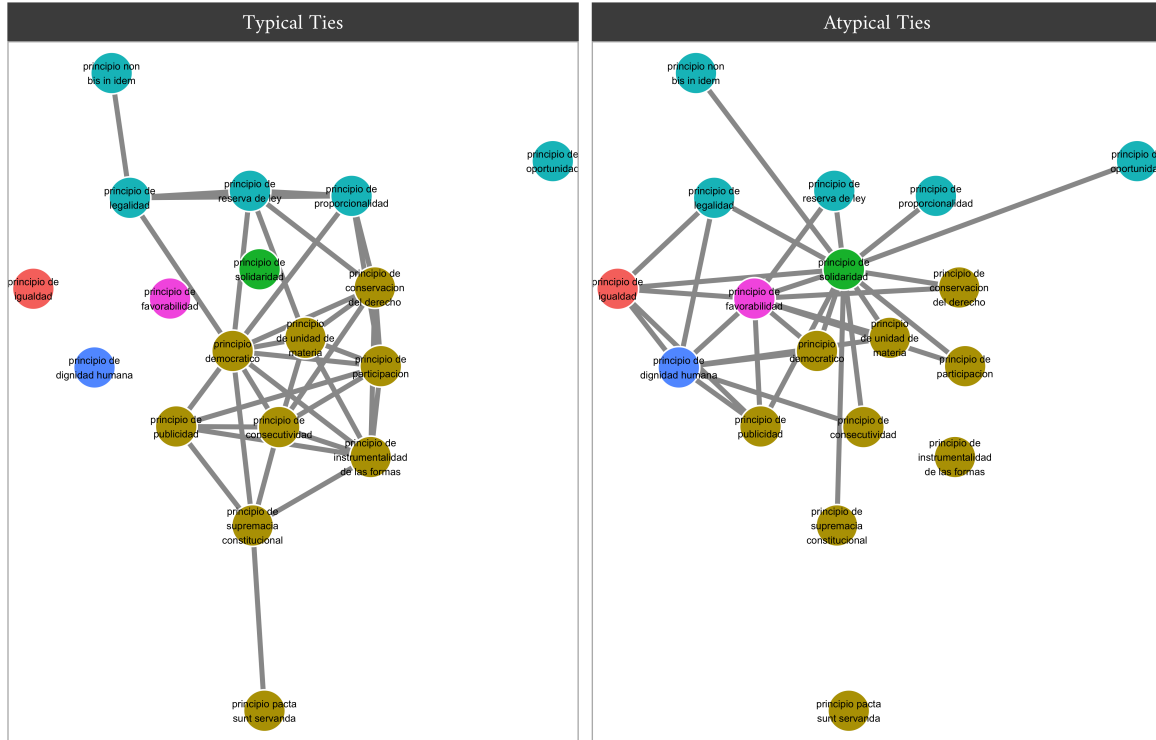 Typical Ties
principio non
bis in idem
principio de
oportunidad
principio de
legalidad
principio de
reserva de ley
principio de
proporcionalidad
principio de
solidaridad
principio de
igualdad
principio de
favorabilidad
principio de
conservacion
del derecho
principio
de unidad de
materia
principio
democratico
principio de
participacion
principio de
dignidad humana
principio de
publicidad
principio de
consecutividad
principio de
instrumentalidad
de las formas
principio de
supremacia
constitucional
principio pacta
sunt servanda
Atypical Ties
principio non
bis in idem
principio de
oportunida
principio de
legalidad
principio de
reserva de ley
principio de
proporcionalidad
principio de
solidaridad
principio de
igualdad
principio de
favorabilidad
principio de
conservacion
del derecho
principio
de unidad de
materia
principio
democratico
principio de
participacion
principio de
dignidad humana
principio de
publicidad
principio de
consecutividad
principio de
instrumentalidad
de las formas
principio de
supremacia
constitucional
principio pacta
sunt servanda